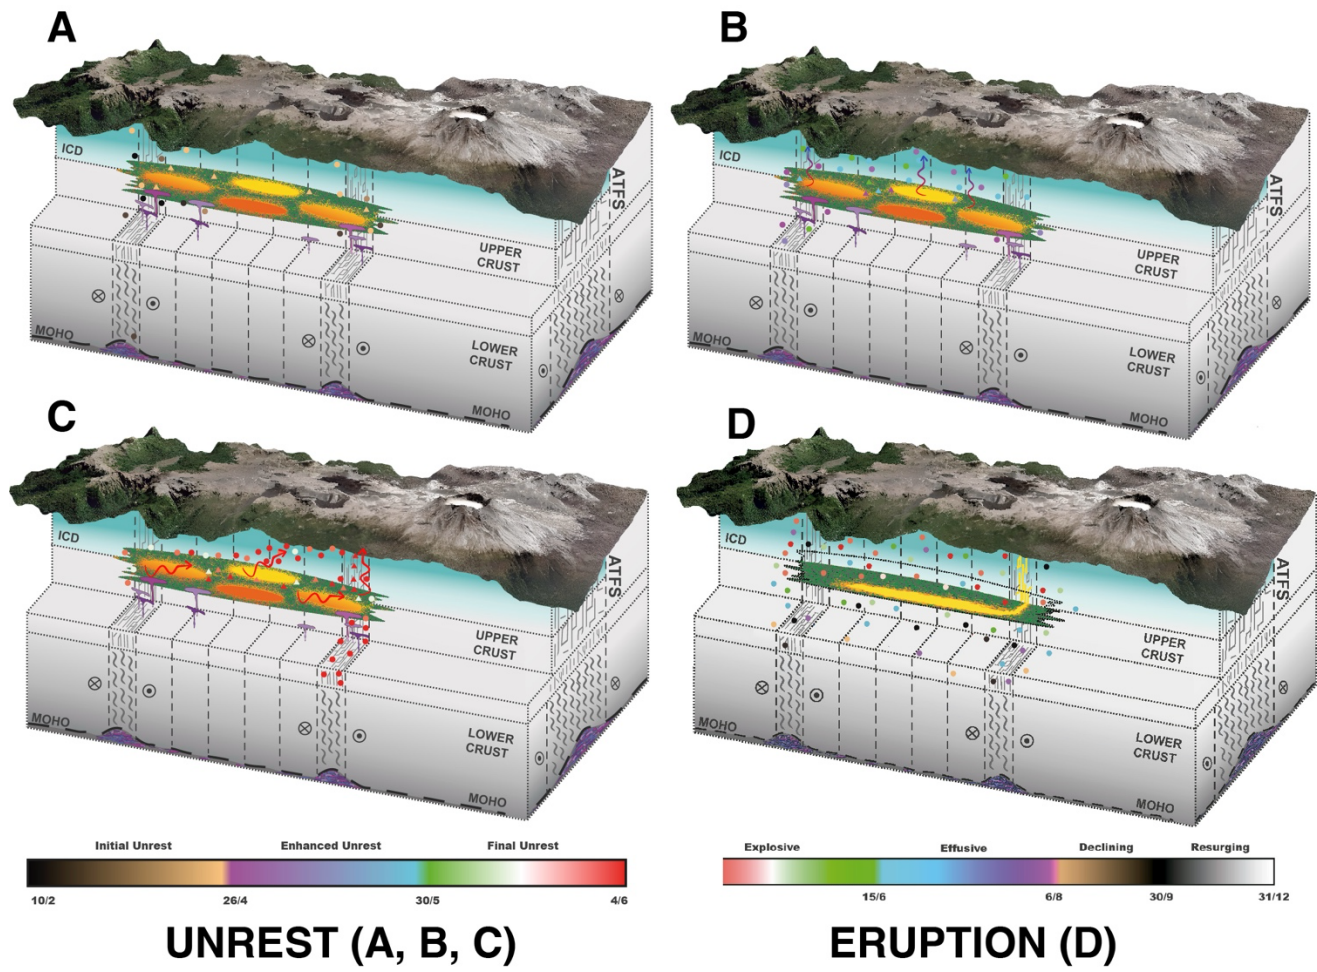 A
ICD
ATFS
UPPER
CRUST
MOHO
LOWER
CRUST
MOHO
B
ICD
ATFS
UPPER
CRUST
MOHO
LOWER
CRUST
MOHO
C
ICD
ATFS
UPPER
CRUST
MOHO
LOWER
CRUST
MOHO
D
ICD
ATFS
UPPER
CRUST
MOHO
LOWER
CRUST
MOHO
Initial Unrest Enhanced Unrest Final Unrest
10/2 26/4 30/5 4/6
UNREST (A, B, C)
Explosive Effusive Declining Resurging
15/6 6/8 30/9 31/12
ERUPTION (D)